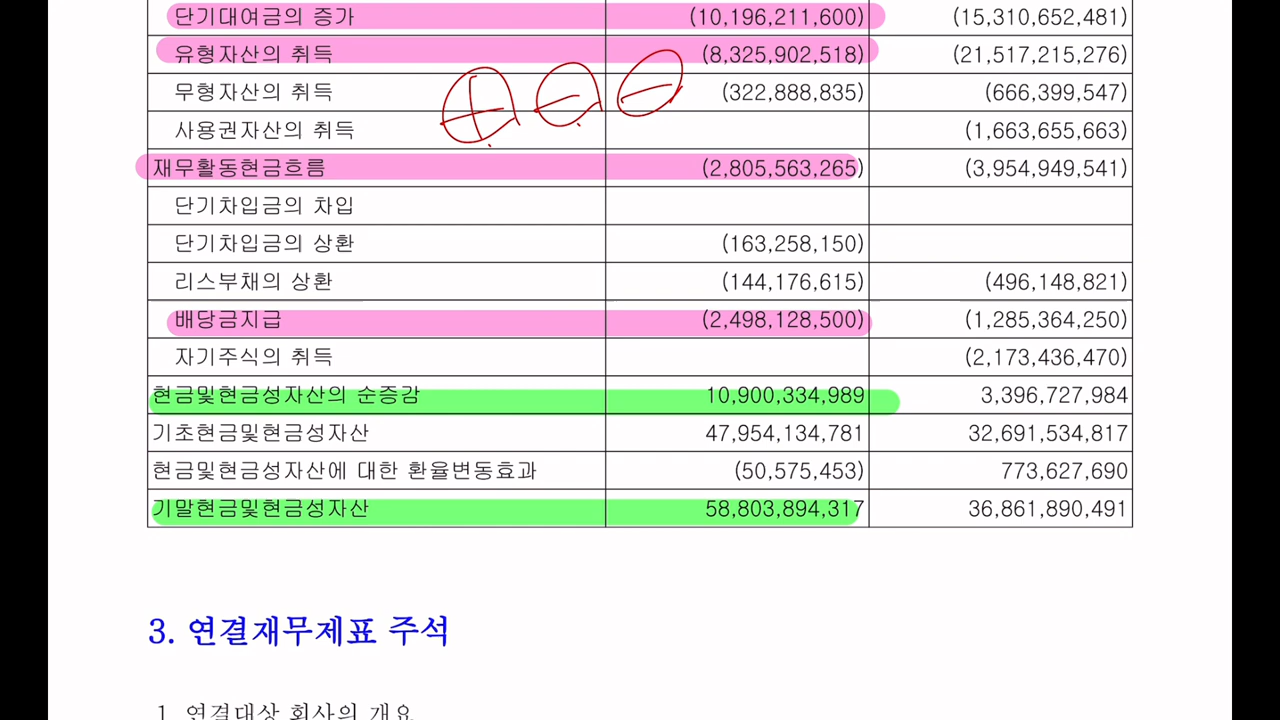 단기대여금의 증가 (10,196,211,600) (15,310,652,481)
유형자산의 취득 (8,325,902,518) (21,517,215,276)
무형자산의 취득 (322,888,835) (666,399,547)
사용권자산의 취득 (1,663,655,663)
재무활동현금흐름 (2,805,563,265) (3,954,949,541)
단기차입금의 차입
단기차입금의 상환 (163,258,150)
리스부채의 상환 (144,176,615) (496,148,821)
배당금지급 (2,498,128,500) (1,285,364,250)
자기주식의 취득 (2,173,436,470)
현금및현금성자산의 순증감 10,900,334,989 3,396,727,984
기초현금및현금성자산 47,954,134,781 32,691,534,817
현금및현금성자산에 대한 환율변동효과 (50,575,453) 773,627,690
기말현금및현금성자산 58,803,894,317 36,861,890,491
3. 연결재무제표 주석
1. 연결대상 회사의 개요